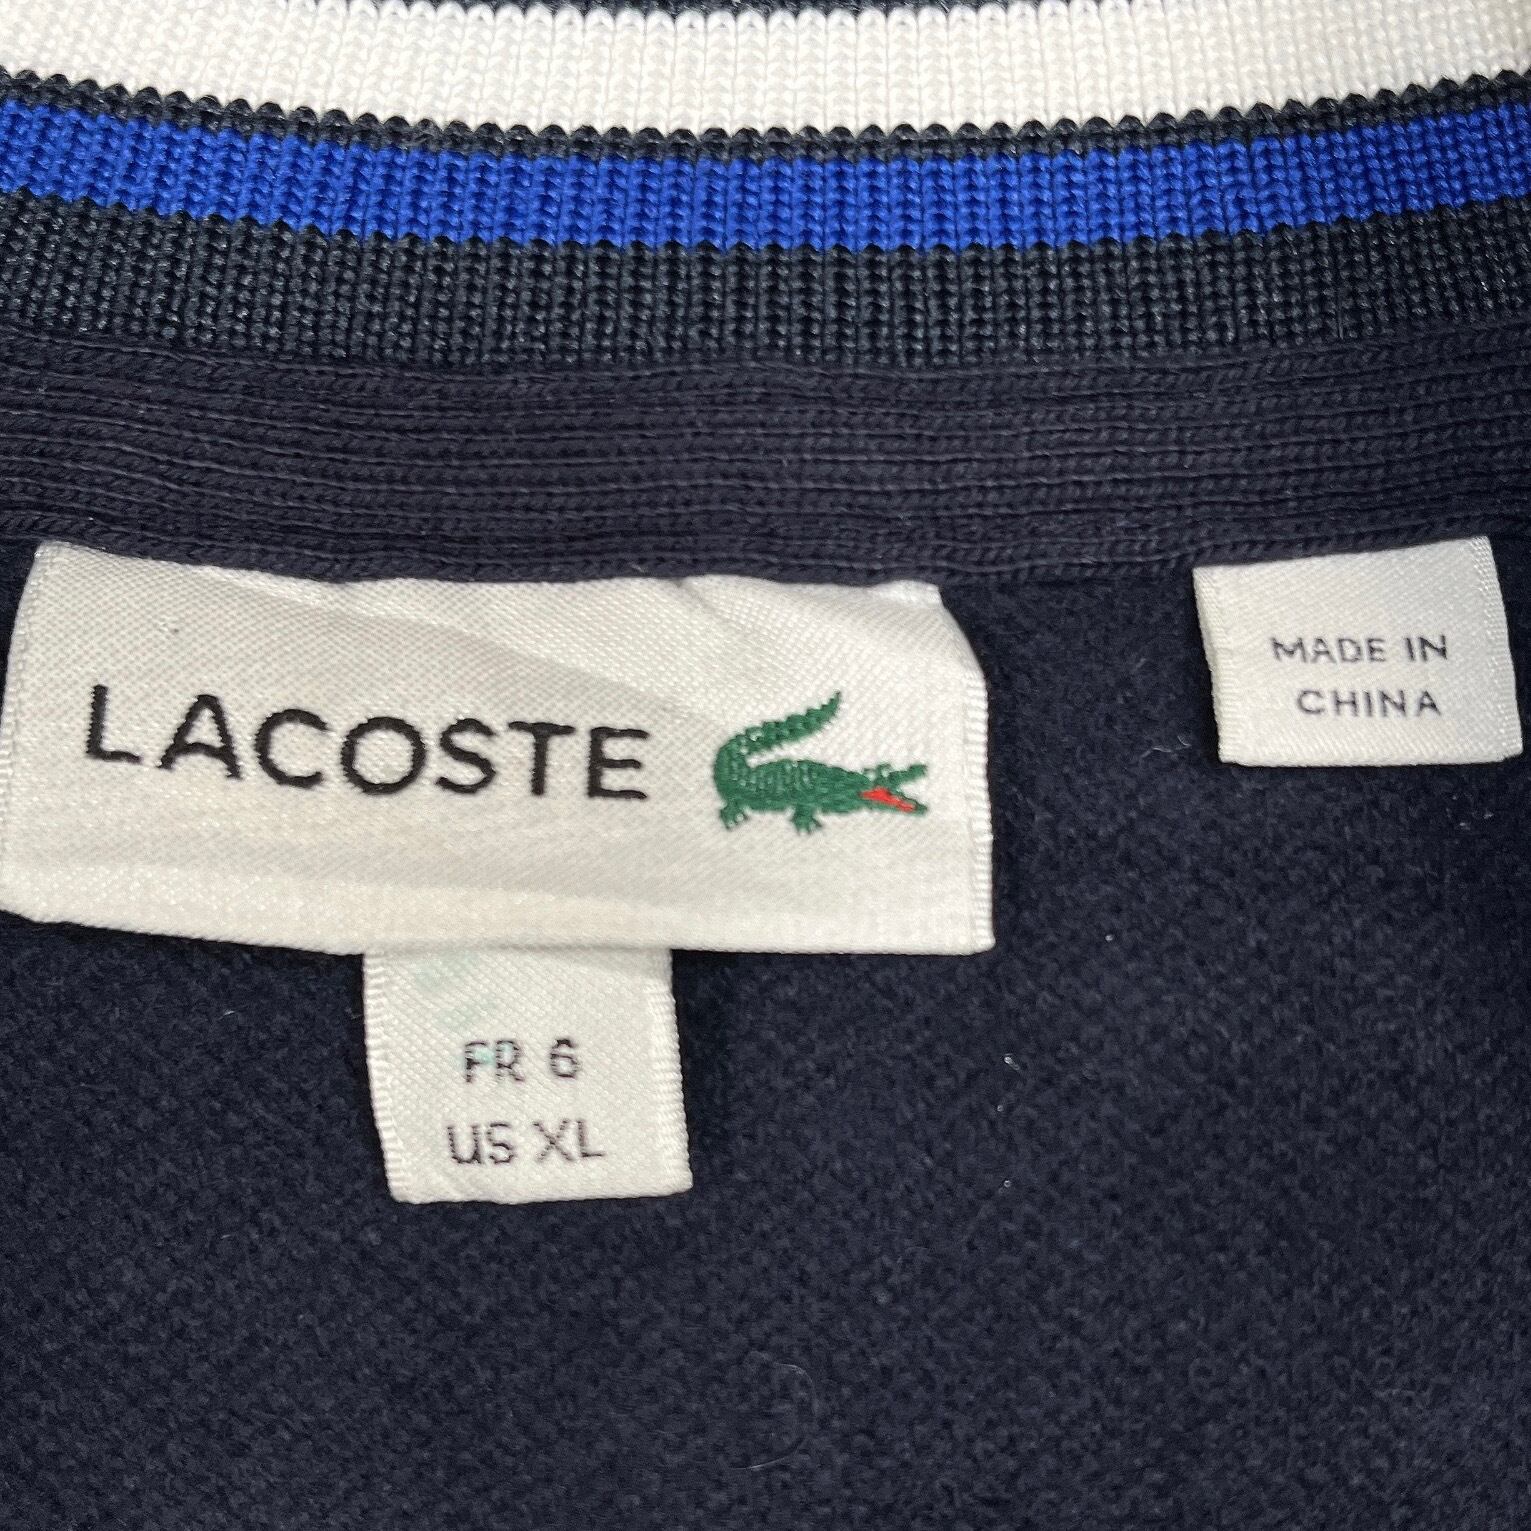 LACOSTE
MADE IN
CHINA
FR 6
US XL